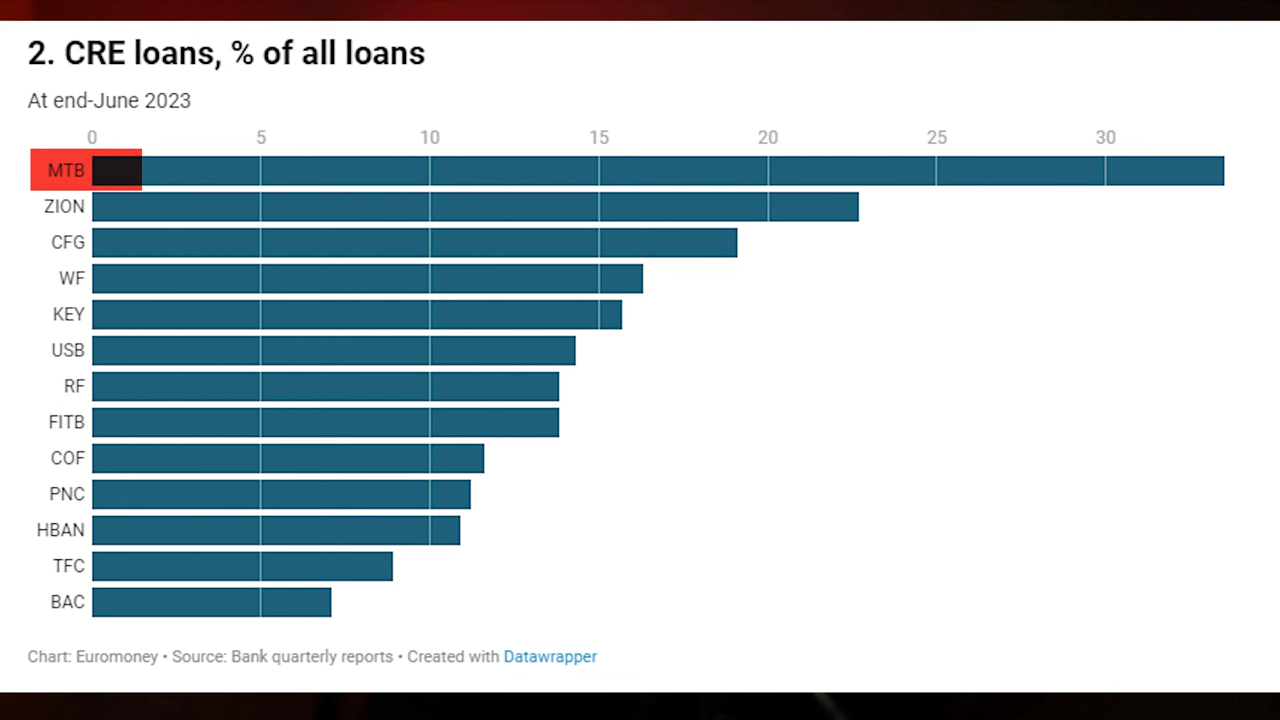 2. CRE loans, % of all loans
At end-June 2023
0 5 10 15 20 25 30
MTB
ZION
CFG
WF
KEY
USB
RF
FITB
COF
PNC
HBAN
TFC
BAC
Chart: Euromoney • Source: Bank quarterly reports • Created with Datawrapper